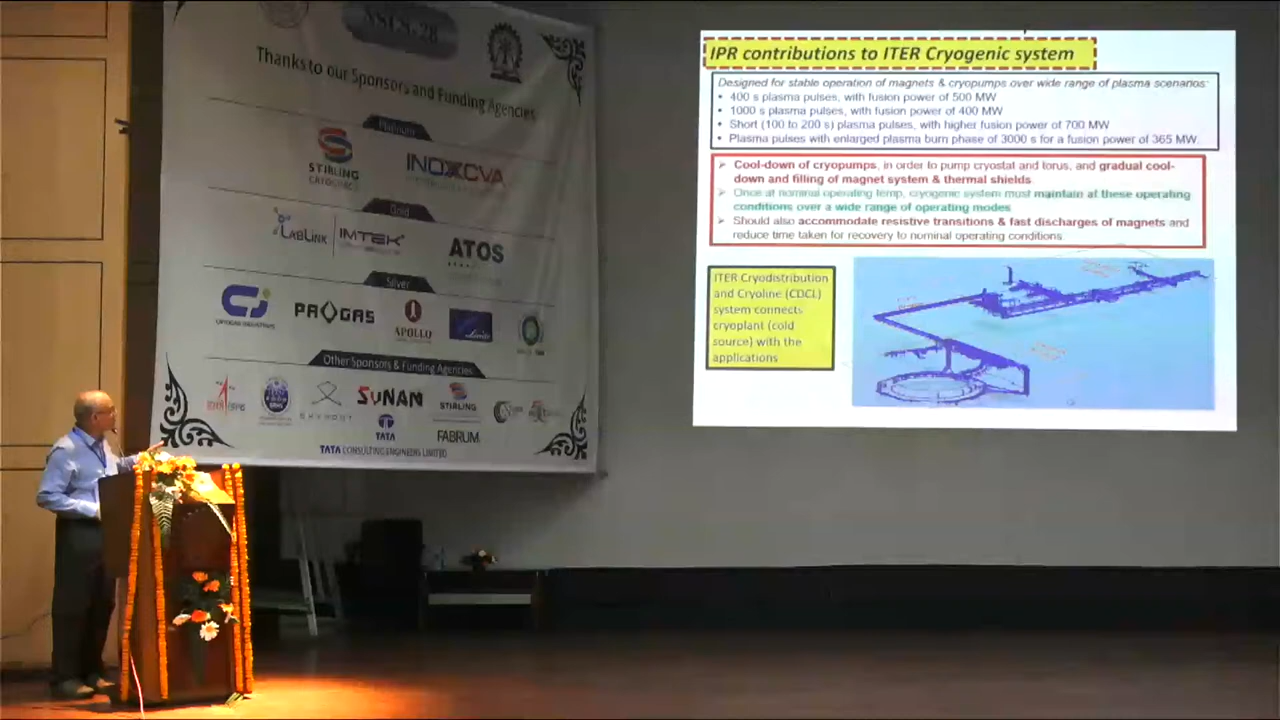 NSCS-28
Thanks to our Sponsors and Funding Agencies
Platinum
STIRLING
CRYOGENICS
INOXCVA
Gold
LABLINK
IMTEK
ATOS
Silver
CRYOGAS INDUSTRIES
PROGAS
APOLLO
Linde
Other Sponsors & Funding Agencies
SKYMONT
SuNAN
STIRLING
TATA
FABRUM
TATA CONSULTING ENGINEERS LIMITED
IPR contributions to ITER Cryogenic system
Designed for stable operation of magnets & cryopumps over wide range of plasma scenarios:
• 400 s plasma pulses, with fusion power of 500 MW
• 1000 s plasma pulses, with fusion power of 400 MW
• Short (100 to 200 s) plasma pulses, with higher fusion power of 700 MW
• Plasma pulses with enlarged plasma burn phase of 3000 s for a fusion power of 365 MW.
➢ Cool-down of cryopumps, in order to pump cryostat and torus, and gradual cool-
down and filling of magnet system & thermal shields
➢ Once at nominal operating temp, cryogenic system must maintain at these operating
conditions over a wide range of operating modes
➢ Should also accommodate resistive transitions & fast discharges of magnets and
reduce time taken for recovery to nominal operating conditions.
ITER Cryodistribution
and Cryoline (CDCL)
system connects
cryoplant (cold
source) with the
applications